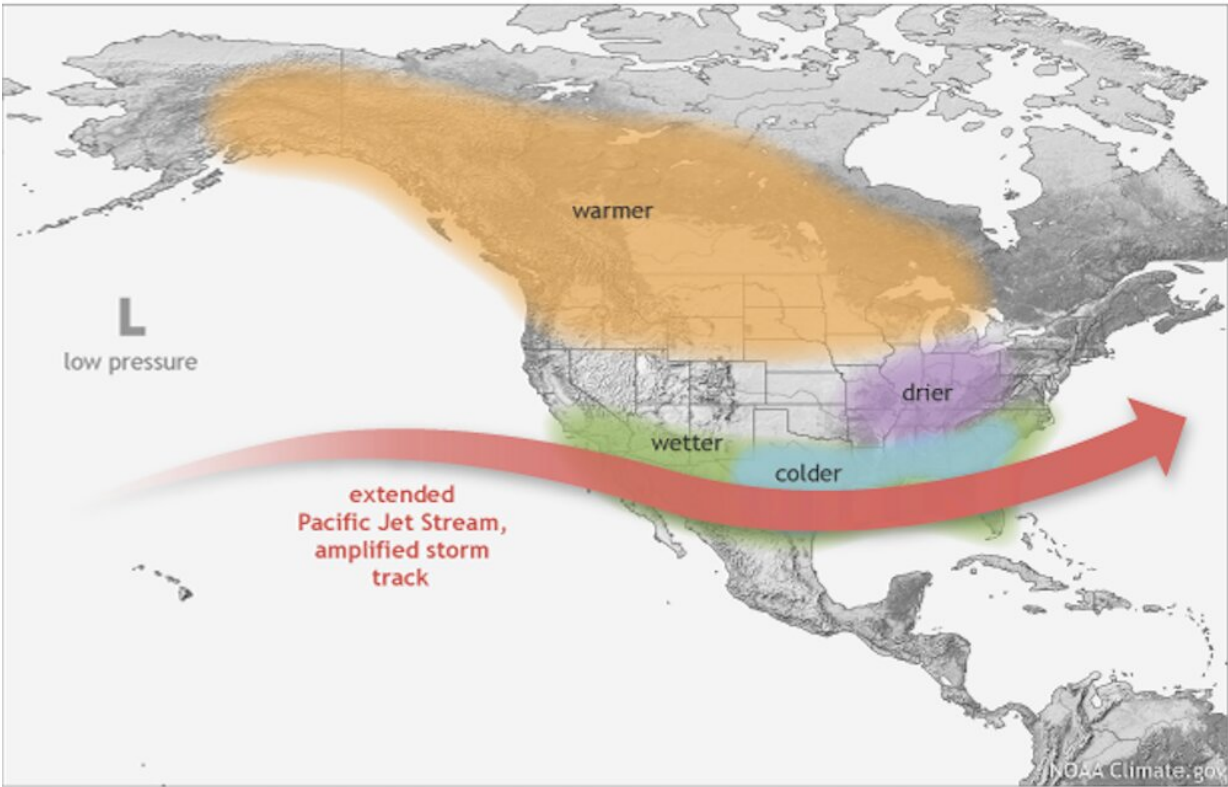 warmer
L
low pressure
drier
wetter
colder
extended
Pacific Jet Stream,
amplified storm
track
NOAA Climate.gov